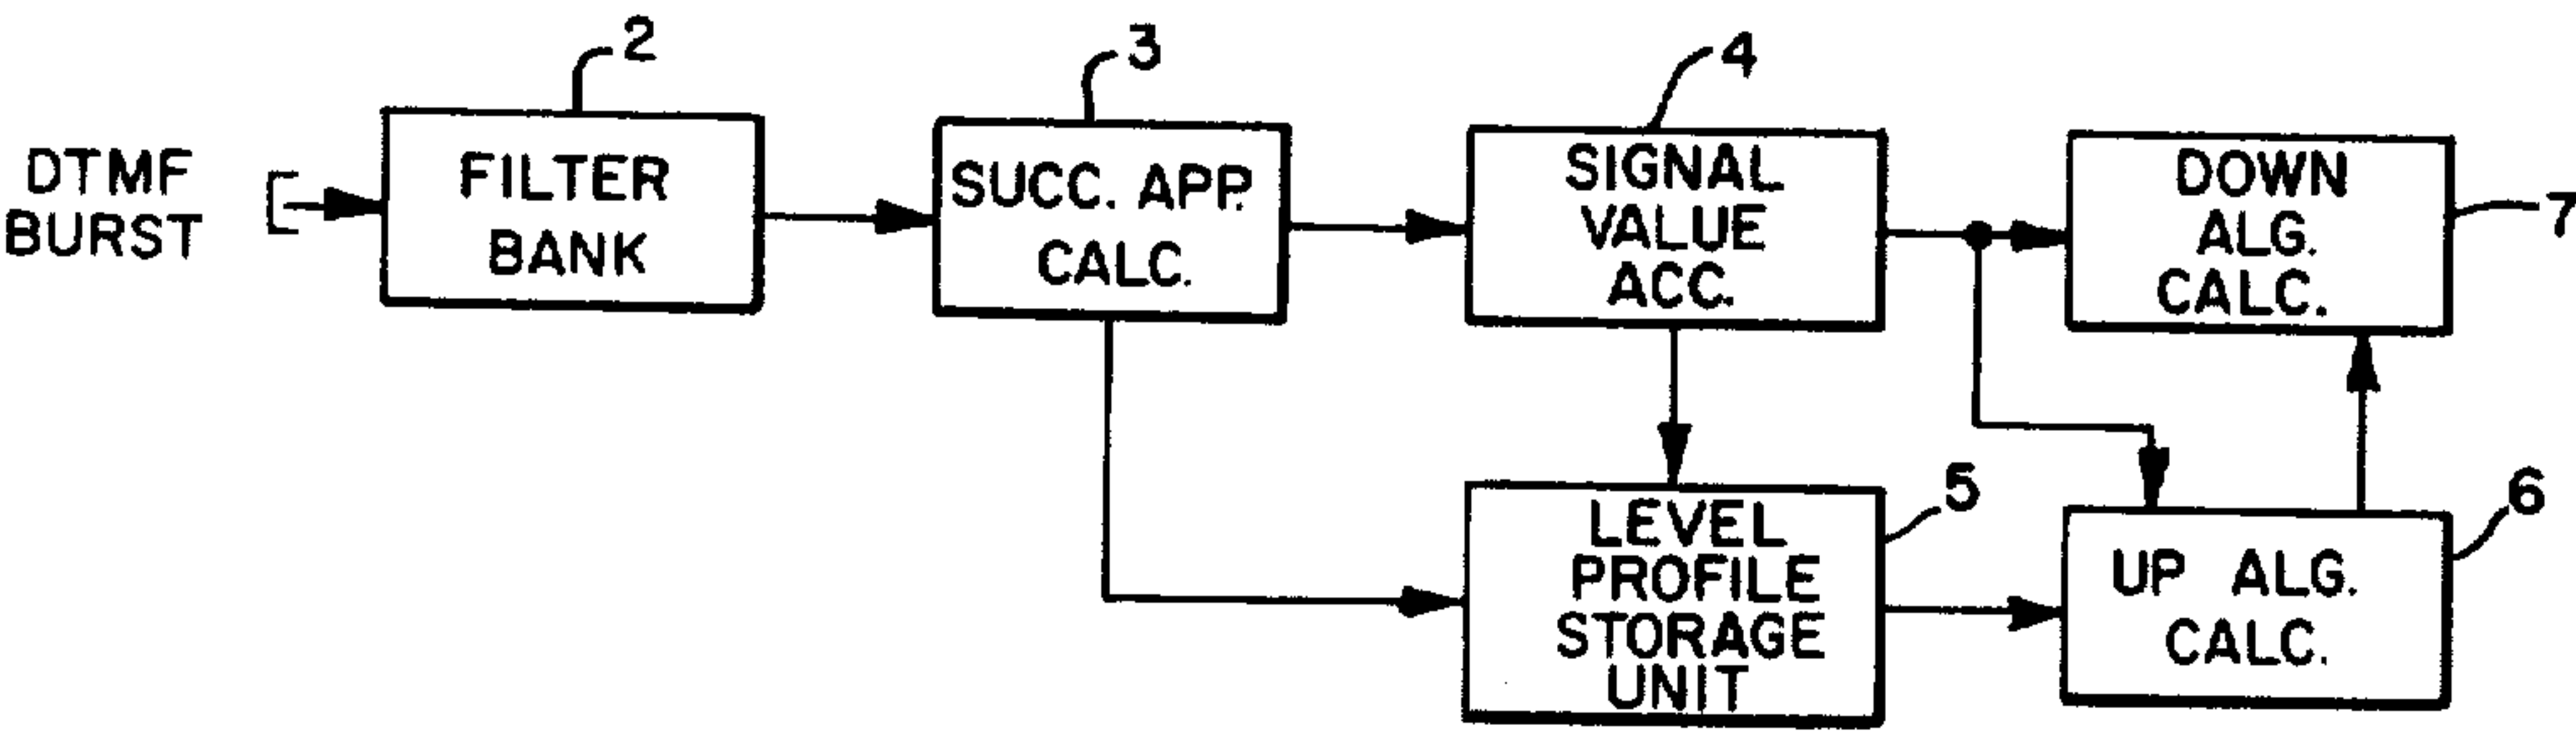 DTMF
BURST
2
FILTER
BANK
3
SUCC. APP.
CALC.
4
SIGNAL
VALUE
ACC.
DOWN
ALG.
CALC.
7
LEVEL
PROFILE
STORAGE
UNIT
5
UP ALG.
CALC.
6